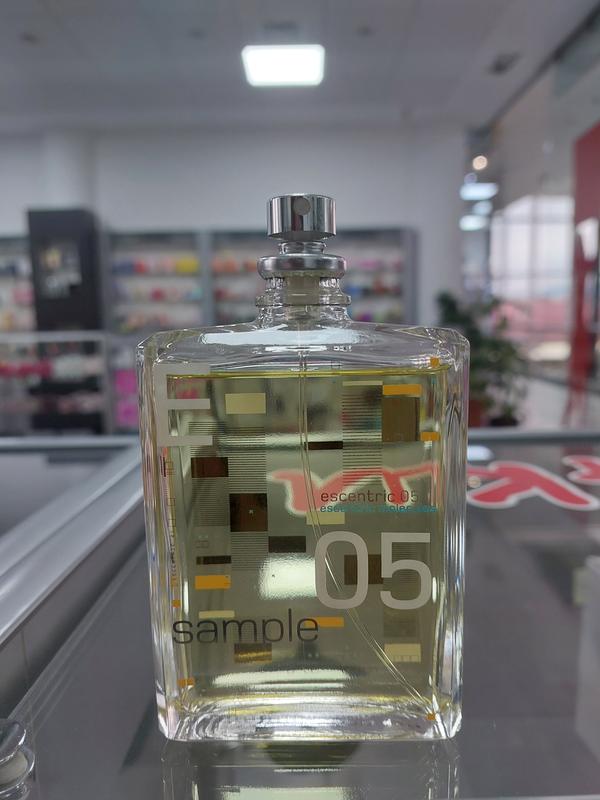 E
escentric 05
escentric molecules
05
sample